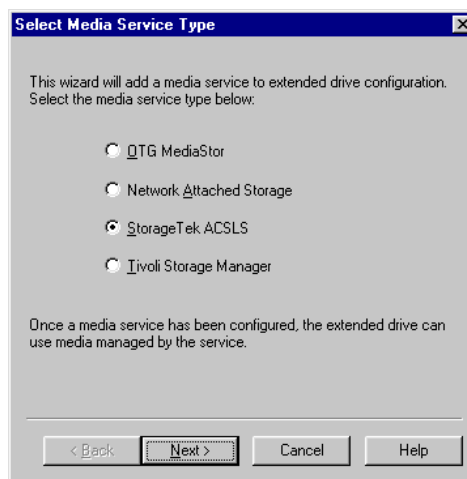 Select Media Service Type
This wizard will add a media service to extended drive configuration.
Select the media service type below:
OTG MediaStor
Network Attached Storage
StorageTek ACSLS
Tivoli Storage Manager
Once a media service has been configured, the extended drive can
use media managed by the service.
< Back Next > Cancel Help